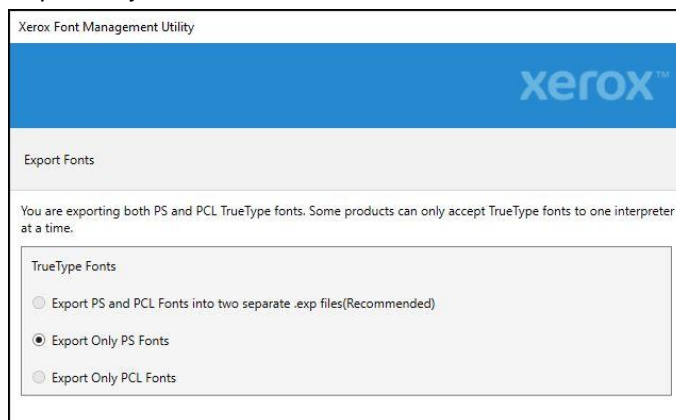 Xerox Font Management Utility
xerox™
Export Fonts
You are exporting both PS and PCL TrueType fonts. Some products can only accept TrueType fonts to one interpreter
at a time.
TrueType Fonts
Export PS and PCL Fonts into two separate .exp files(Recommended)
Export Only PS Fonts
Export Only PCL Fonts